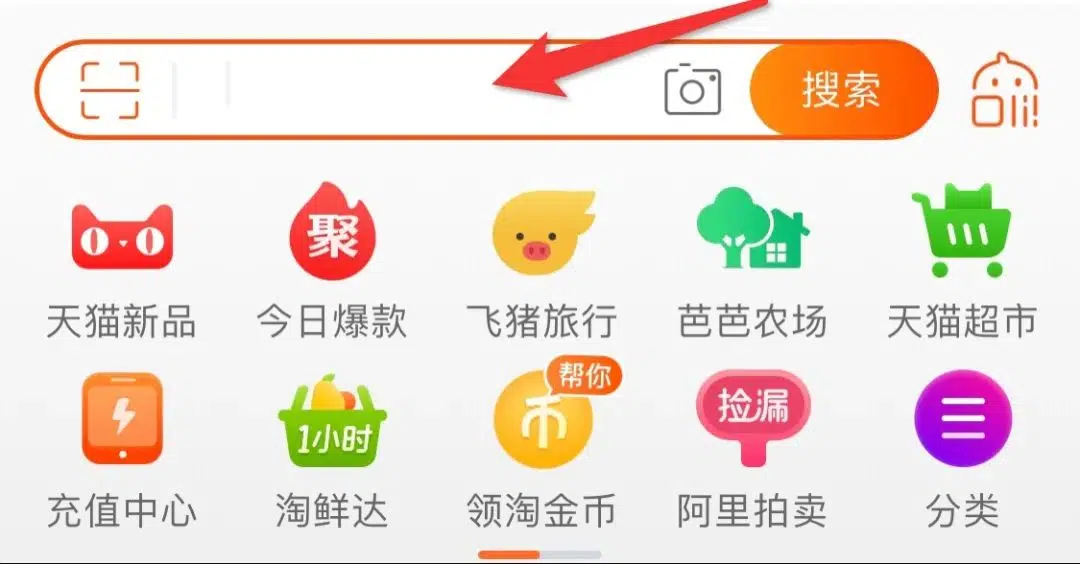 搜索
Oli!
聚
天猫新品
今日爆款
飞猪旅行
芭芭农场
天猫超市
帮你
1小时
币
捡漏
充值中心
淘鲜达
领淘金币
阿里拍卖
分类